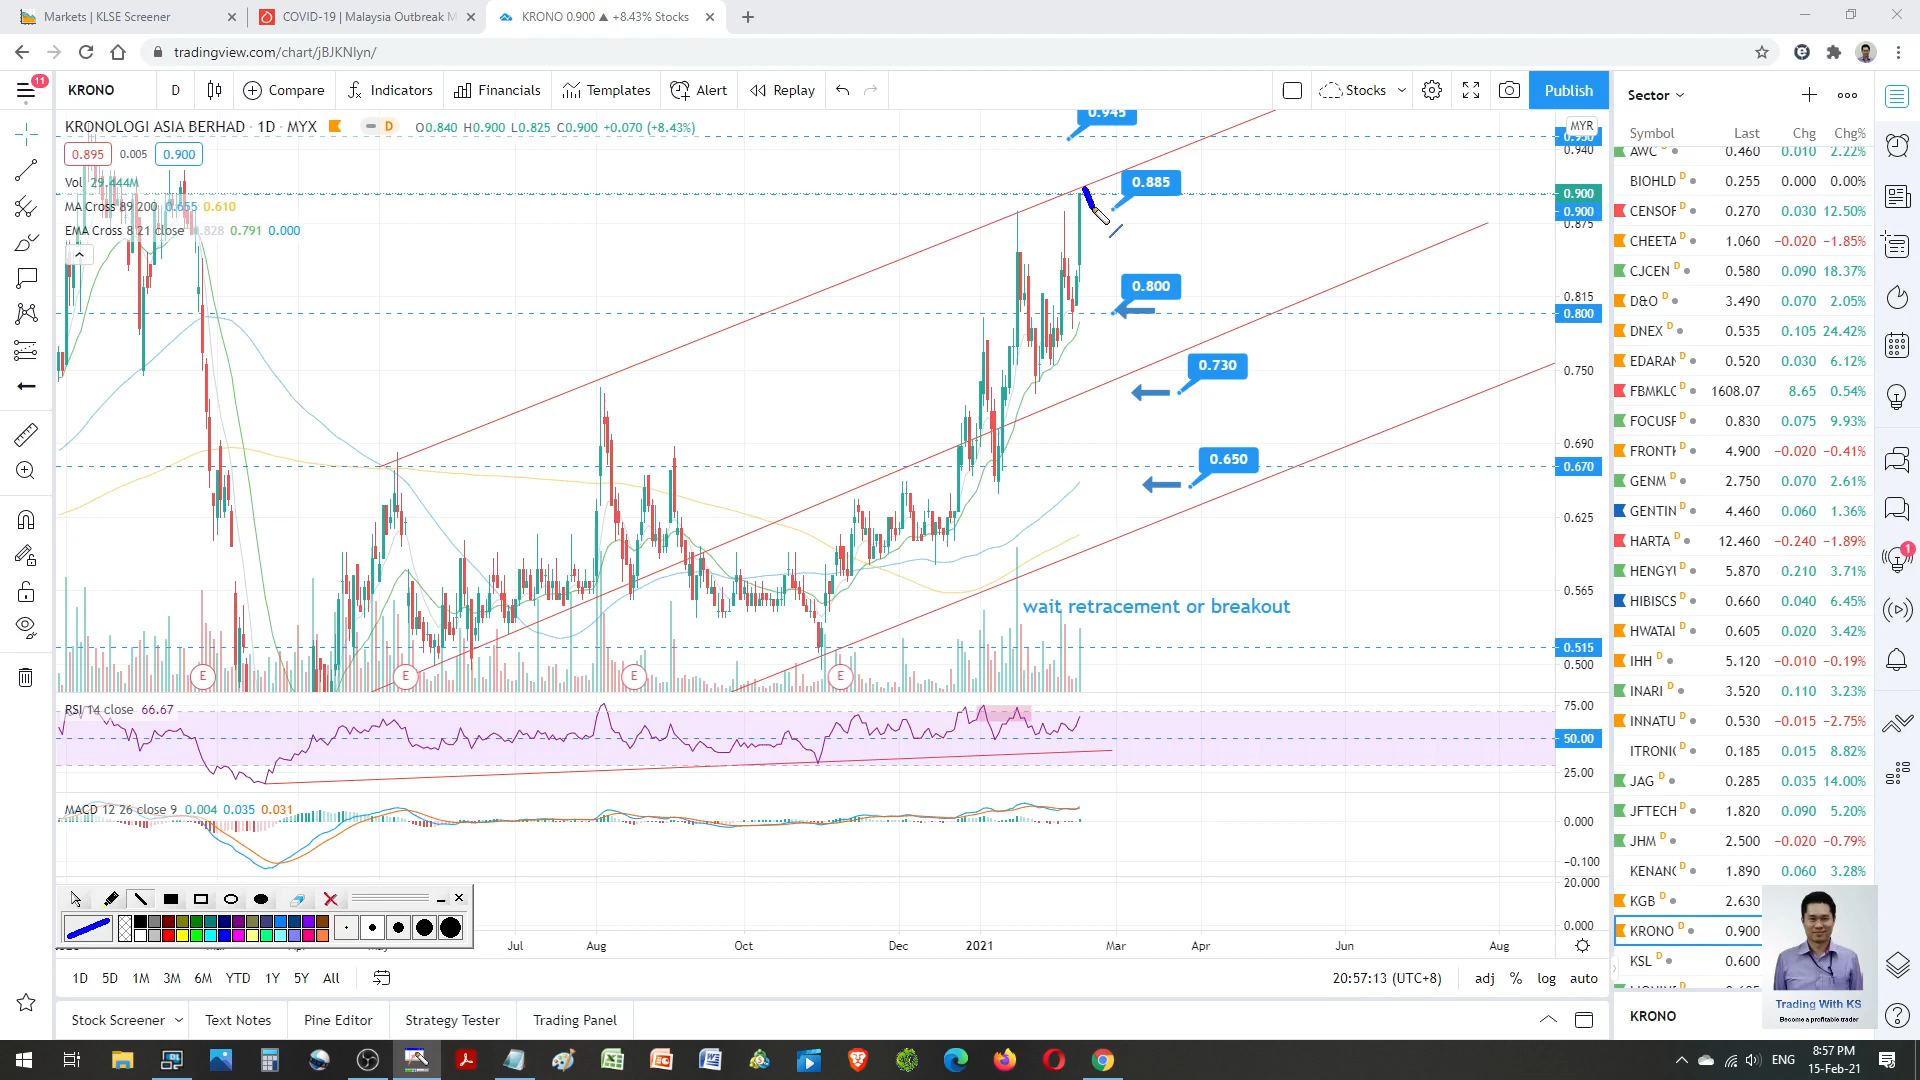 Markets | KLSE Screener
COVID-19 | Malaysia Outbreak M
KRONO 0.900 ▲ +8.43% Stocks
tradingview.com/chart/jBJKNlyn/
11
KRONO
D
Compare
Indicators
Financials
Templates
Alert
Replay
Stocks
Publish
KRONOLOGI ASIA BERHAD · 1D · MYX
D
O0.840 H0.900 L0.825 C0.900 +0.070 (+8.43%)
0.895
0.005
0.900
Vol 29.444M
MA Cross 89 200 0.655 0.610
EMA Cross 8 21 close 0.828 0.791 0.000
0.945
0.885
0.800
0.730
0.650
wait retracement or breakout
E
E
E
E
MYR
0.940
0.900
0.900
0.875
0.815
0.800
0.750
0.690
0.670
0.625
0.565
0.515
0.500
RSI 14 close 66.67
75.00
50.00
25.00
MACD 12 26 close 9 0.004 0.035 0.031
0.000
−0.100
20.000
0.000
Jul
Aug
Oct
Dec
2021
Mar
Apr
Jun
Aug
1D
5D
1M
3M
6M
YTD
1Y
5Y
All
20:57:13 (UTC+8)
adj
%
log
auto
Stock Screener
Text Notes
Pine Editor
Strategy Tester
Trading Panel
Sector
Symbol Last Chg Chg%
AWC D 0.460 0.010 2.22%
BIOHLD D 0.255 0.000 0.00%
CENSOF D 0.270 0.030 12.50%
CHEETA D 1.060 −0.020 −1.85%
CJCEN D 0.580 0.090 18.37%
D&O D 3.490 0.070 2.05%
DNEX D 0.535 0.105 24.42%
EDARAN D 0.520 0.030 6.12%
FBMKLC D 1608.07 8.65 0.54%
FOCUSF D 0.830 0.075 9.93%
FRONTK D 4.900 −0.020 −0.41%
GENM D 2.750 0.070 2.61%
GENTIN D 4.460 0.060 1.36%
HARTA D 12.460 −0.240 −1.89%
HENGYU D 5.870 0.210 3.71%
HIBISCS D 0.660 0.040 6.45%
HWATAI D 0.605 0.020 3.42%
IHH D 5.120 −0.010 −0.19%
INARI D 3.520 0.110 3.23%
INNATU D 0.530 −0.015 −2.75%
ITRONIC D 0.185 0.015 8.82%
JAG D 0.285 0.035 14.00%
JFTECH D 1.820 0.090 5.20%
JHM D 2.500 −0.020 −0.79%
KENANG D 1.890 0.060 3.28%
KGB D 2.630
KRONO D 0.900
KSL D 0.600
KRONO
1
Trading With KS
Become a profitable trader
ENG
8:57 PM
15-Feb-21